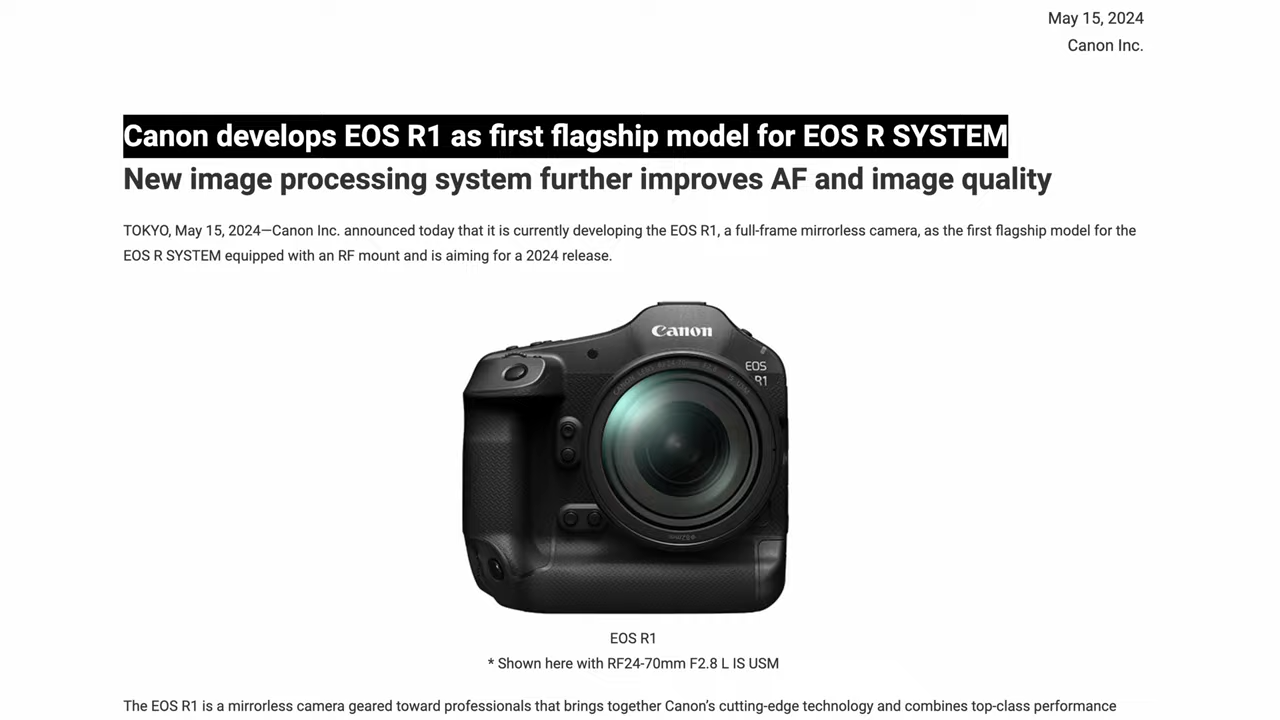 May 15, 2024
Canon Inc.
Canon develops EOS R1 as first flagship model for EOS R SYSTEM
New image processing system further improves AF and image quality
TOKYO, May 15, 2024—Canon Inc. announced today that it is currently developing the EOS R1, a full-frame mirrorless camera, as the first flagship model for the
EOS R SYSTEM equipped with an RF mount and is aiming for a 2024 release.
Canon
EOS
R1
EOS R1
* Shown here with RF24-70mm F2.8 L IS USM
The EOS R1 is a mirrorless camera geared toward professionals that brings together Canon's cutting-edge technology and combines top-class performance